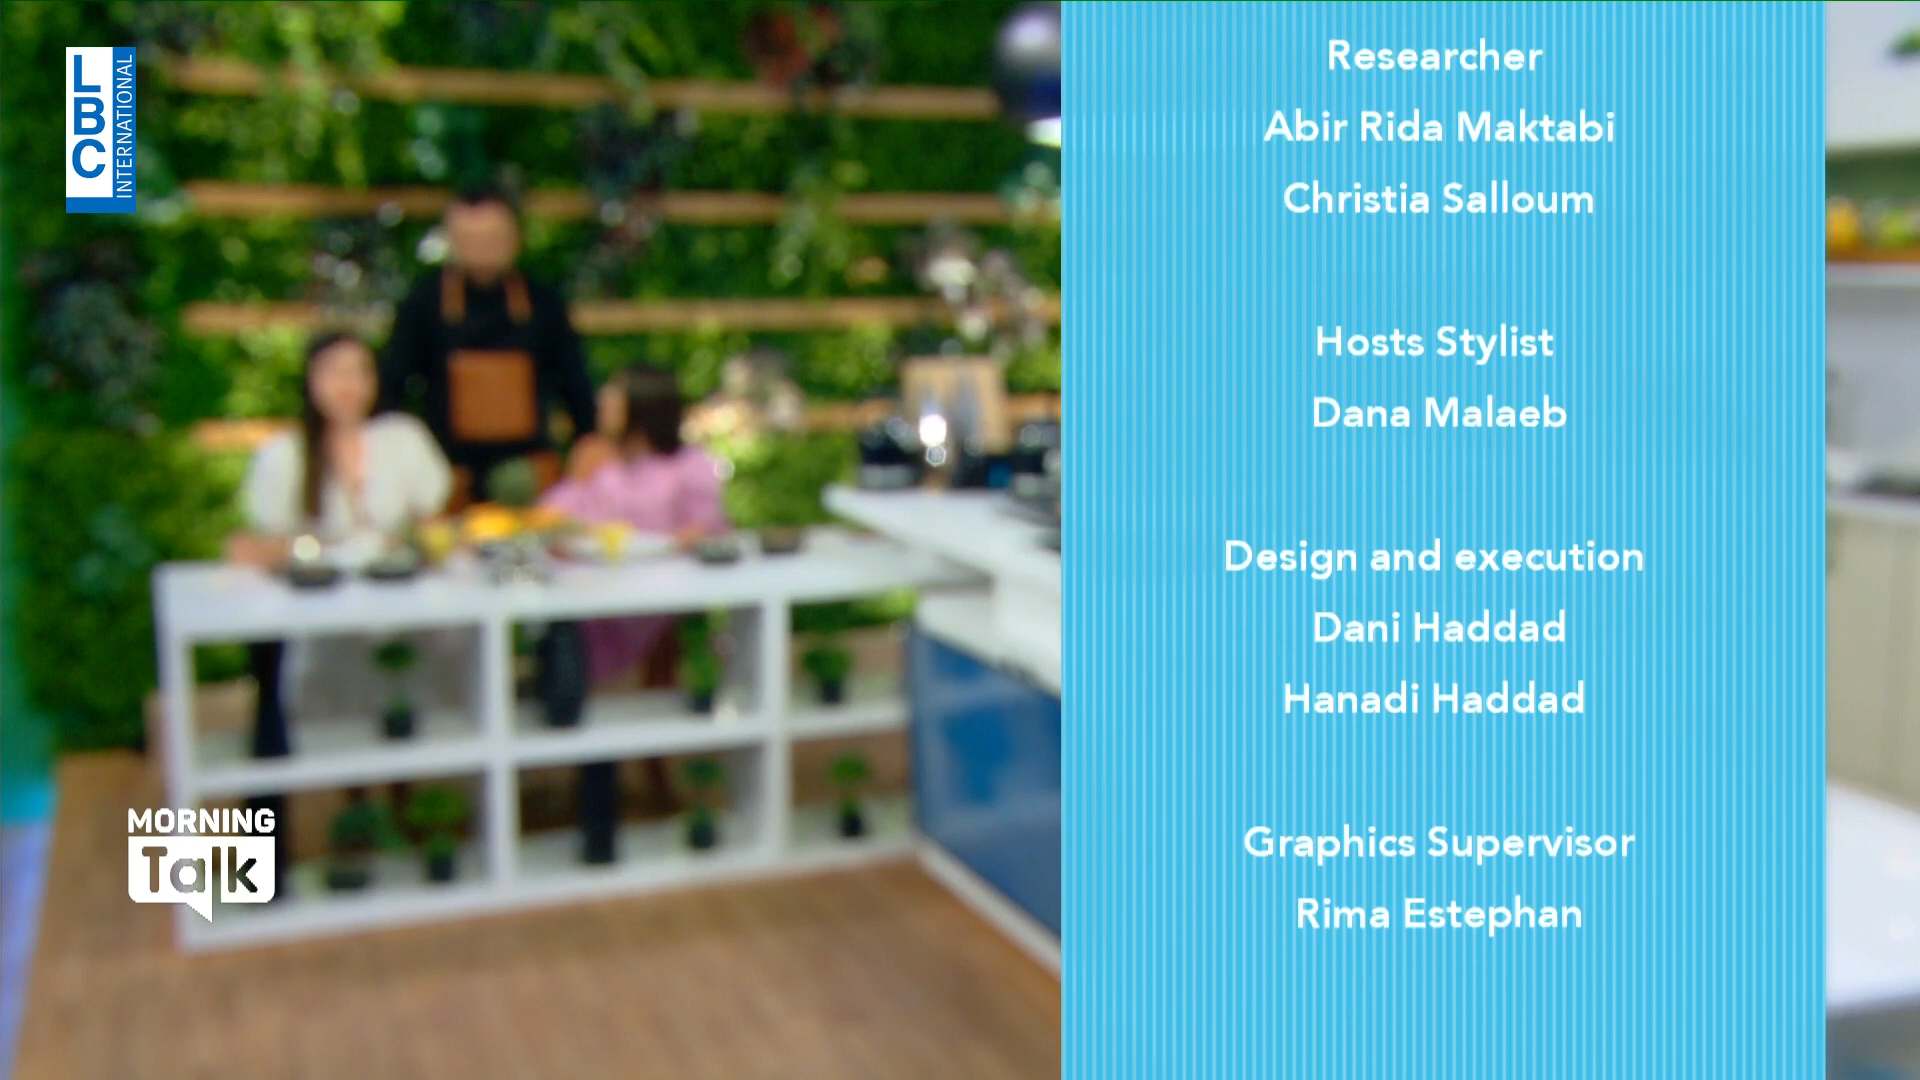 LBC
INTERNATIONAL
MORNING
Talk
Researcher
Abir Rida Maktabi
Christia Salloum
Hosts Stylist
Dana Malaeb
Design and execution
Dani Haddad
Hanadi Haddad
Graphics Supervisor
Rima Estephan